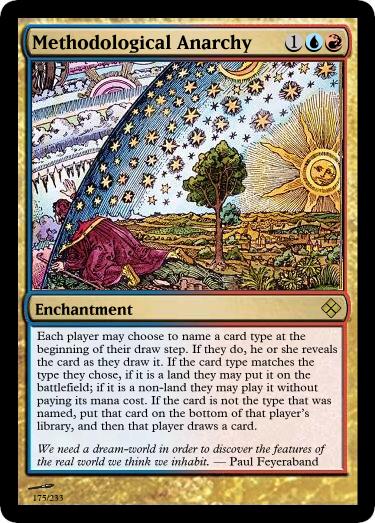 Methodological Anarchy 1
Enchantment
Each player may choose to name a card type at the
beginning of their draw step. If they do, he or she reveals
the card as they draw it. If the card type matches the
type they chose, if it is a land they may put it on the
battlefield; if it is a non-land they may play it without
paying its mana cost. If the card is not the type that was
named, put that card on the bottom of that player's
library, and then that player draws a card.
We need a dream-world in order to discover the features of
the real world we think we inhabit. — Paul Feyeraband
175/233